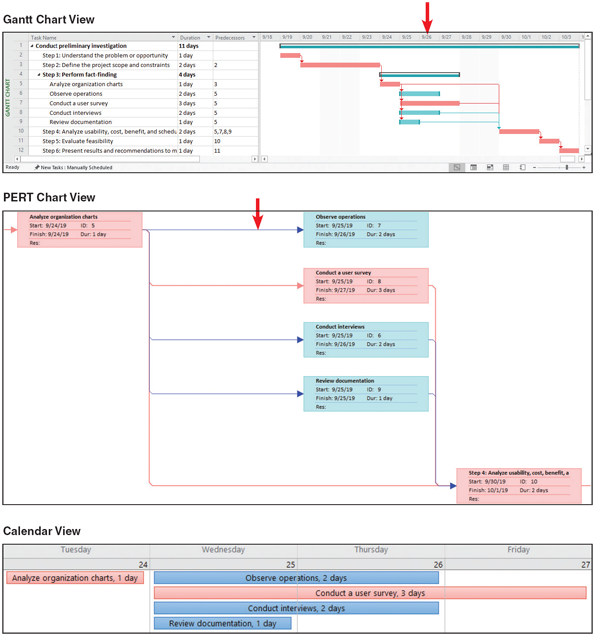 Gantt Chart View
Task Name Duration Predecessors 9/18 9/19 9/20 9/21 9/22 9/23 9/24 9/25 9/26 9/27 9/28 9/29 9/30 10/1 10/2 10/3
1 Conduct preliminary investigation 11 days
2 Step 1: Understand the problem or opportunity 1 day
3 Step 2: Define the project scope and constraints 2 days 2
4 Step 3: Perform fact-finding 4 days
5 Analyze organization charts 1 day 3
6 Observe operations 2 days 5
7 Conduct a user survey 3 days 5
8 Conduct interviews 2 days 5
9 Review documentation 1 day 5
10 Step 4: Analyze usability, cost, benefit, and schedu 2 days 5,7,8,9
11 Step 5: Evaluate feasibility 1 day 10
12 Step 6: Present results and recommendations to m 1 day 11
GANTT CHART
Ready New Tasks : Manually Scheduled
PERT Chart View
Analyze organization charts
Start: 9/24/19 ID: 5
Finish: 9/24/19 Dur: 1 day
Res:
Observe operations
Start: 9/25/19 ID: 7
Finish: 9/26/19 Dur: 2 days
Res:
Conduct a user survey
Start: 9/25/19 ID: 8
Finish: 9/27/19 Dur: 3 days
Res:
Conduct interviews
Start: 9/25/19 ID: 6
Finish: 9/26/19 Dur: 2 days
Res:
Review documentation
Start: 9/25/19 ID: 9
Finish: 9/25/19 Dur: 1 day
Res:
Step 4: Analyze usability, cost, benefit, a
Start: 9/30/19 ID: 10
Finish: 10/1/19 Dur: 2 days
Res:
Calendar View
Tuesday Wednesday Thursday Friday
24 25 26 27
Analyze organization charts, 1 day Observe operations, 2 days
Conduct a user survey, 3 days
Conduct interviews, 2 days
Review documentation, 1 day